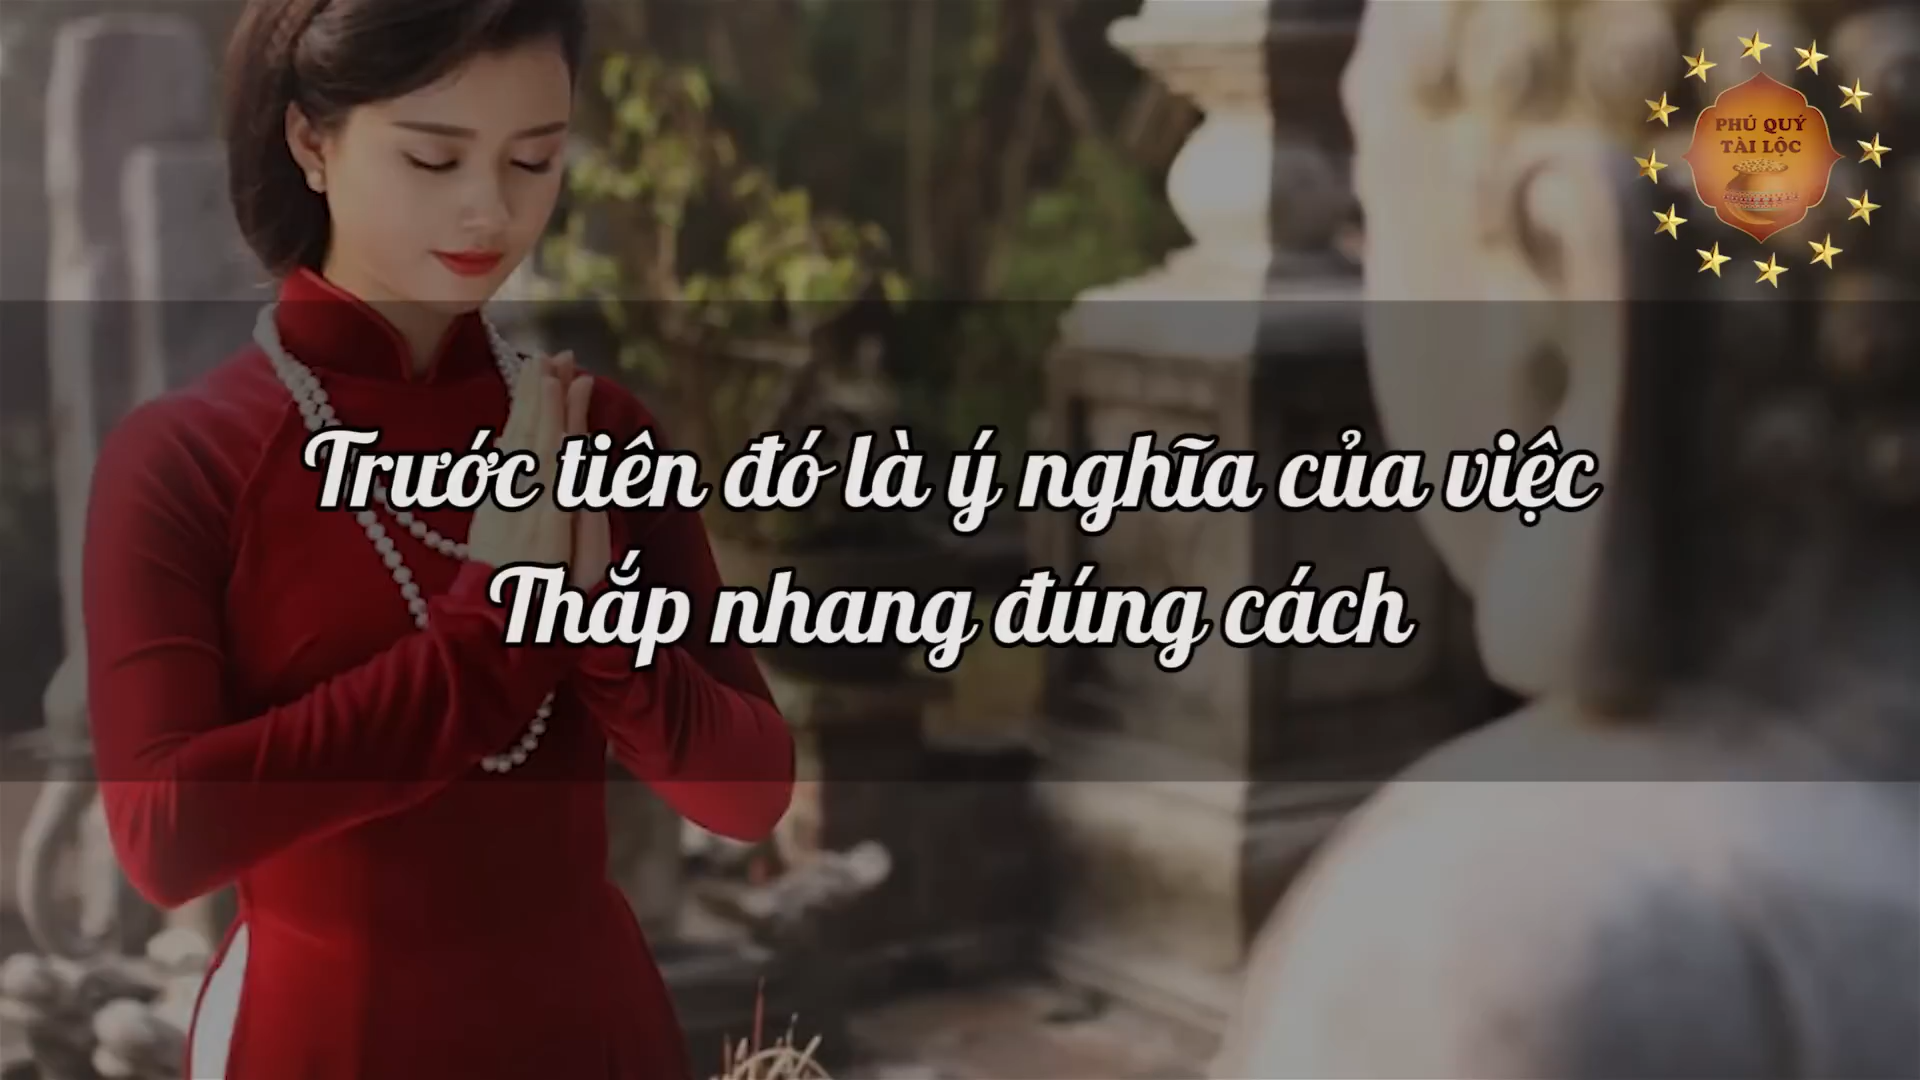 PHÚ QUÝ
TÀI LỘC
Trước tiên đó là ý nghĩa của việc
Thắp nhang đúng cách